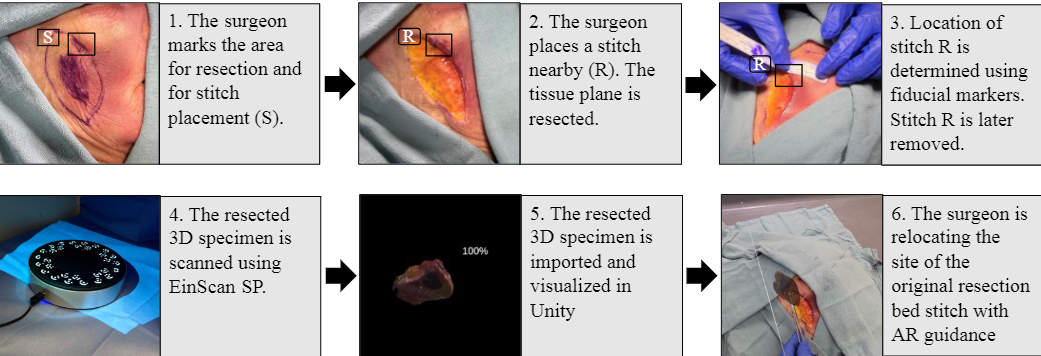 S
1. The surgeon
marks the area
for resection and
for stitch
placement (S).
R
2. The surgeon
places a stitch
nearby (R). The
tissue plane is
resected.
R
3. Location of
stitch R is
determined using
fiducial markers.
Stitch R is later
removed.
4. The resected
3D specimen is
scanned using
EinScan SP.
100%
5. The resected
3D specimen is
imported and
visualized in
Unity
6. The surgeon is
relocating the
site of the
original resection
bed stitch with
AR guidance